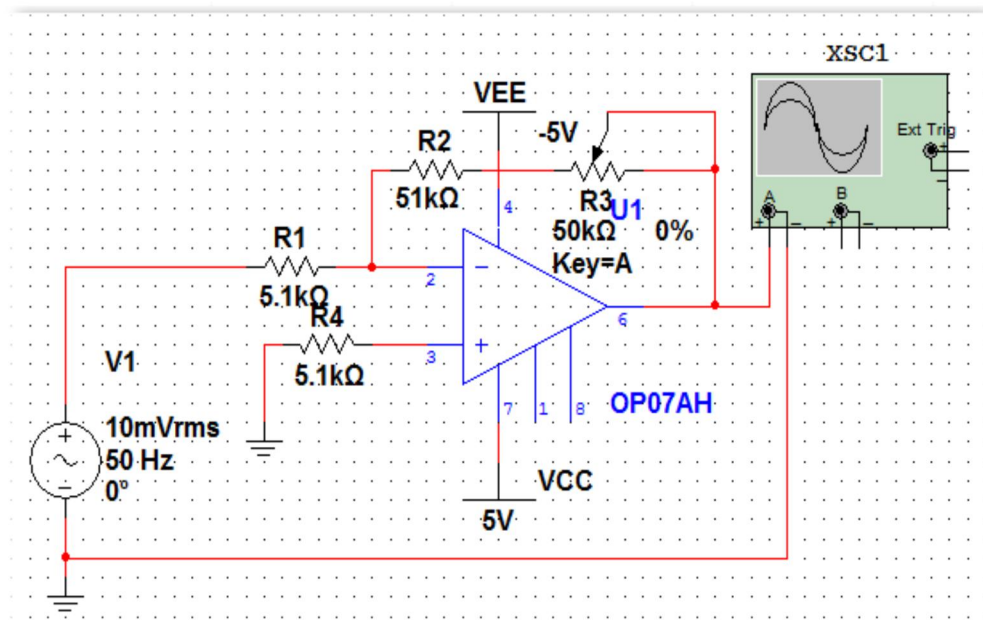 XSC1
VEE
-5V
Ext Trig
+
−
R2
51kΩ
R3
U1
50kΩ 0%
Key=A
A
B
+ − + −
4
R1
5.1kΩ
2
−
R4
5.1kΩ
3
+
6
7
1
8
OP07AH
V1
10mVrms
50 Hz
0°
+
−
VCC
5V